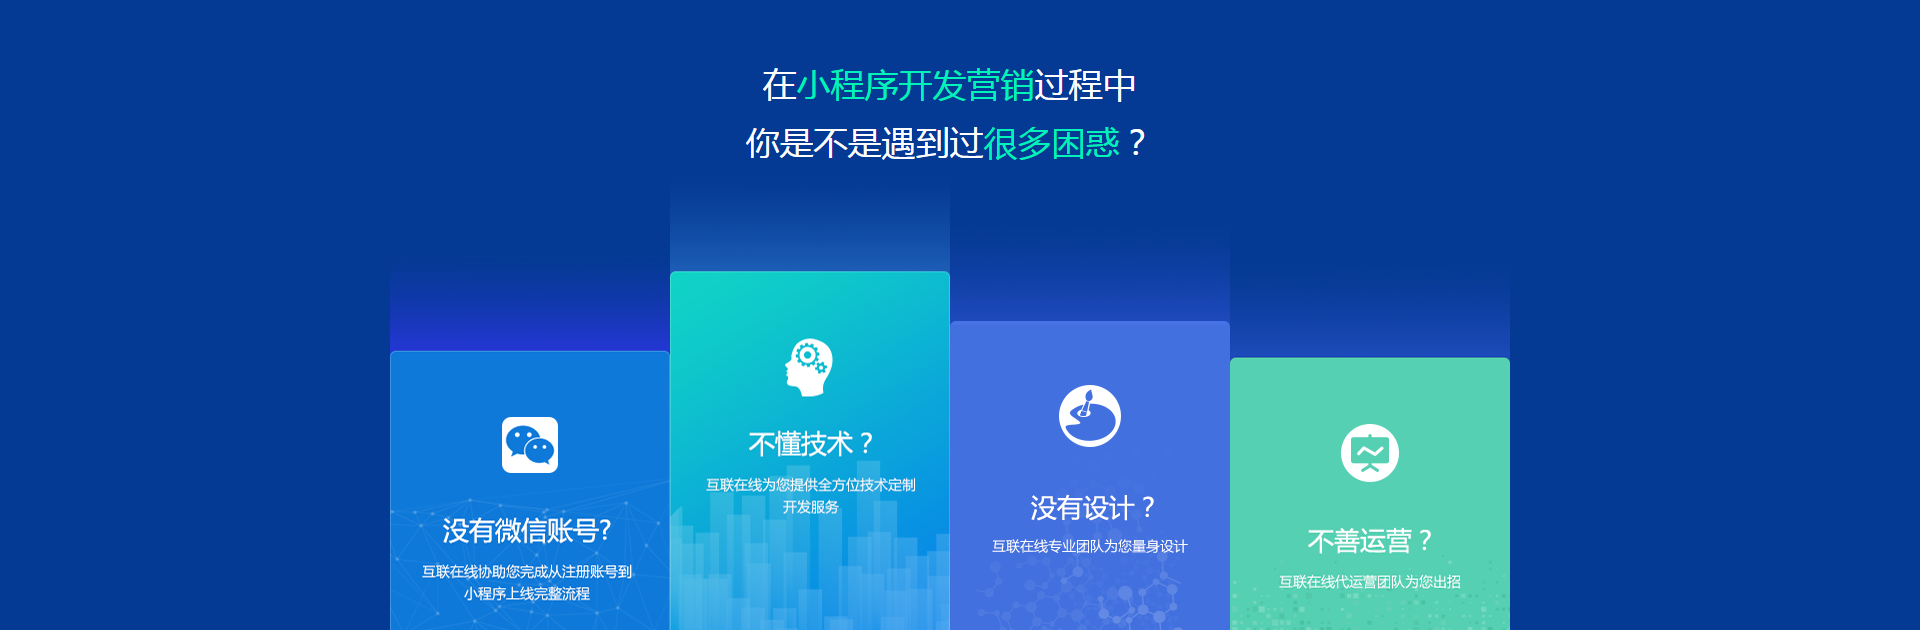 在小程序开发营销过程中
你是不是遇到过很多困惑？
没有微信账号?
互联在线协助您完成从注册账号到
小程序上线完整流程
不懂技术？
互联在线为您提供全方位技术定制
开发服务
没有设计？
互联在线专业团队为您量身设计
不善运营？
互联在线代运营团队为您出招